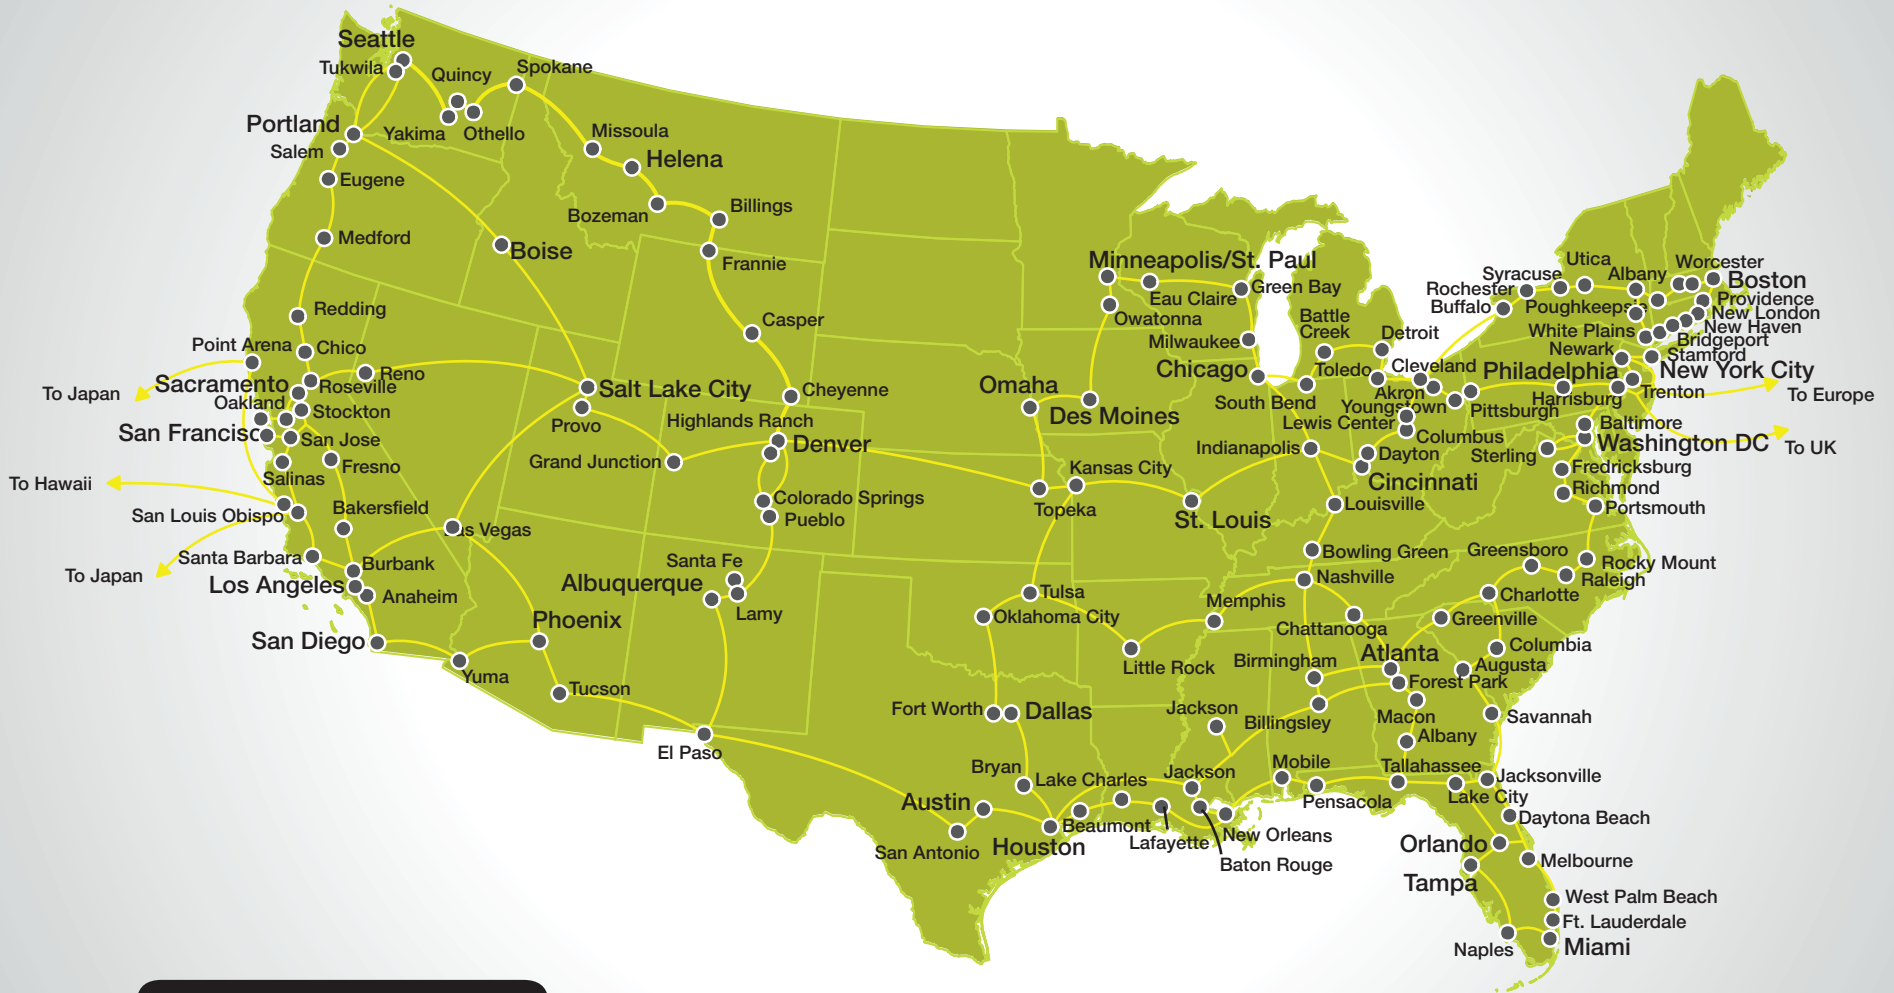 Seattle
Tukwila
Quincy
Spokane
Portland
Yakima
Othello
Salem
Missoula
Helena
Eugene
Bozeman
Billings
Medford
Boise
Frannie
Redding
Casper
Point Arena
Chico
Reno
To Japan
Sacramento
Roseville
Salt Lake City
Cheyenne
Oakland
Stockton
Provo
Highlands Ranch
San Francisc
San Jose
Denver
Grand Junction
Fresno
Salinas
To Hawaii
San Louis Obispo
Bakersfield
Las Vegas
Colorado Springs
Pueblo
To Japan
Santa Barbara
Burbank
Santa Fe
Los Angeles
Anaheim
Albuquerque
Lamy
San Diego
Phoenix
Yuma
Tucson
El Paso
Minneapolis/St. Paul
Eau Claire
Green Bay
Owatonna
Milwaukee
Battle
Creek
Detroit
Chicago
Toledo
Cleveland
Omaha
Des Moines
South Bend
Akron
Youngstown
Pittsburgh
Lewis Center
Columbus
Indianapolis
Dayton
Cincinnati
Kansas City
Topeka
St. Louis
Louisville
Bowling Green
Nashville
Tulsa
Oklahoma City
Memphis
Chattanooga
Little Rock
Birmingham
Atlanta
Forest Park
Fort Worth
Dallas
Jackson
Billingsley
Macon
Albany
Bryan
Lake Charles
Jackson
Mobile
Tallahassee
Austin
Pensacola
Lake City
Jacksonville
San Antonio
Houston
Beaumont
Lafayette
New Orleans
Baton Rouge
Daytona Beach
Orlando
Melbourne
Tampa
West Palm Beach
Ft. Lauderdale
Naples
Miami
Utica
Syracuse
Albany
Worcester
Rochester
Boston
Buffalo
Poughkeepsie
Providence
New London
White Plains
New Haven
Bridgeport
Newark
Stamford
Philadelphia
New York City
Harrisburg
Trenton
To Europe
Baltimore
Washington DC
To UK
Sterling
Fredricksburg
Richmond
Portsmouth
Greensboro
Rocky Mount
Raleigh
Charlotte
Greenville
Columbia
Augusta
Savannah